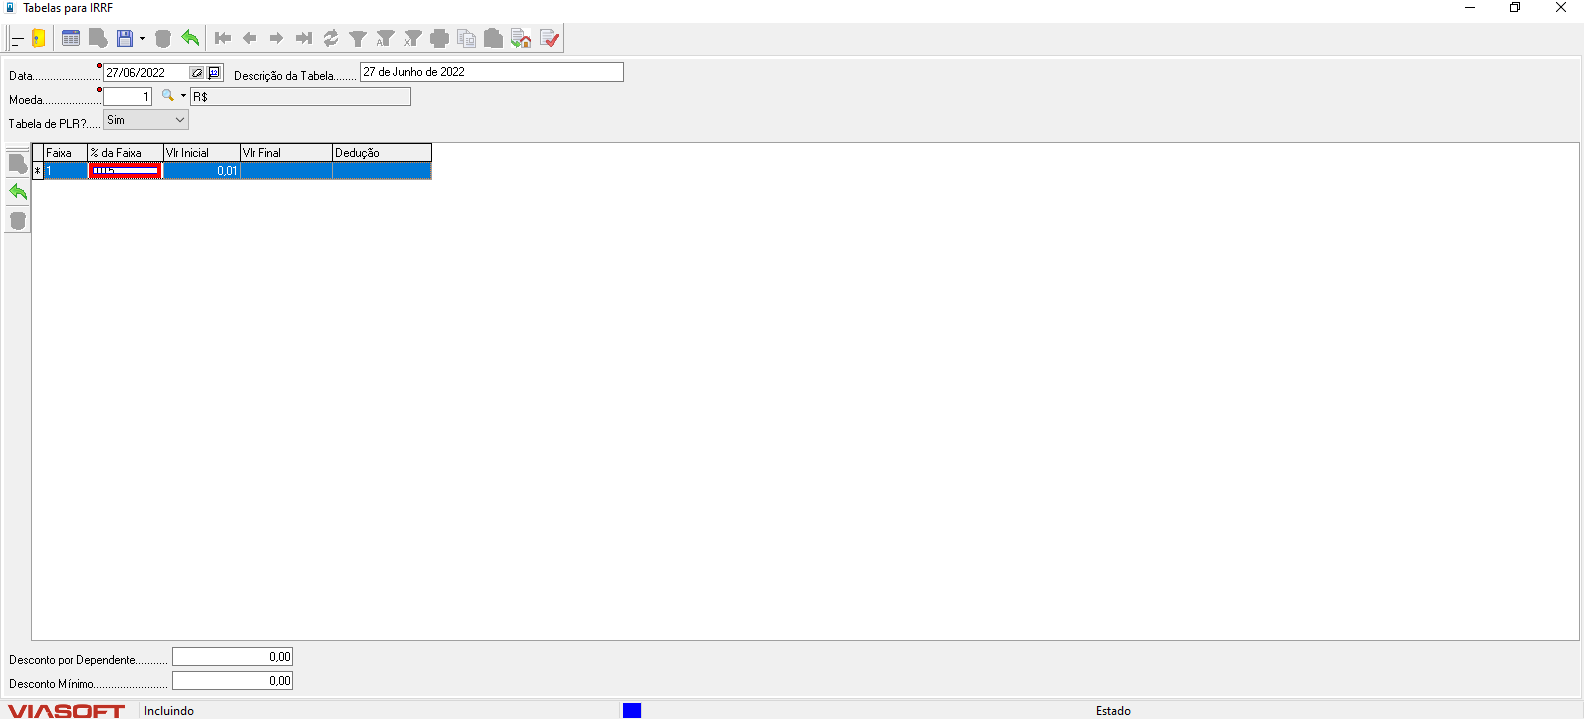 Tabelas para IRRF
Data....................... 27/06/2022 Descrição da Tabela........ 27 de Junho de 2022
Moeda................... 1 R$
Tabela de PLR?..... Sim
Faixa % da Faixa Vlr Inicial Vlr Final Dedução
* 1 0,01
Desconto por Dependente........... 0,00
Desconto Mínimo......................... 0,00
VIASOFT Incluindo Estado